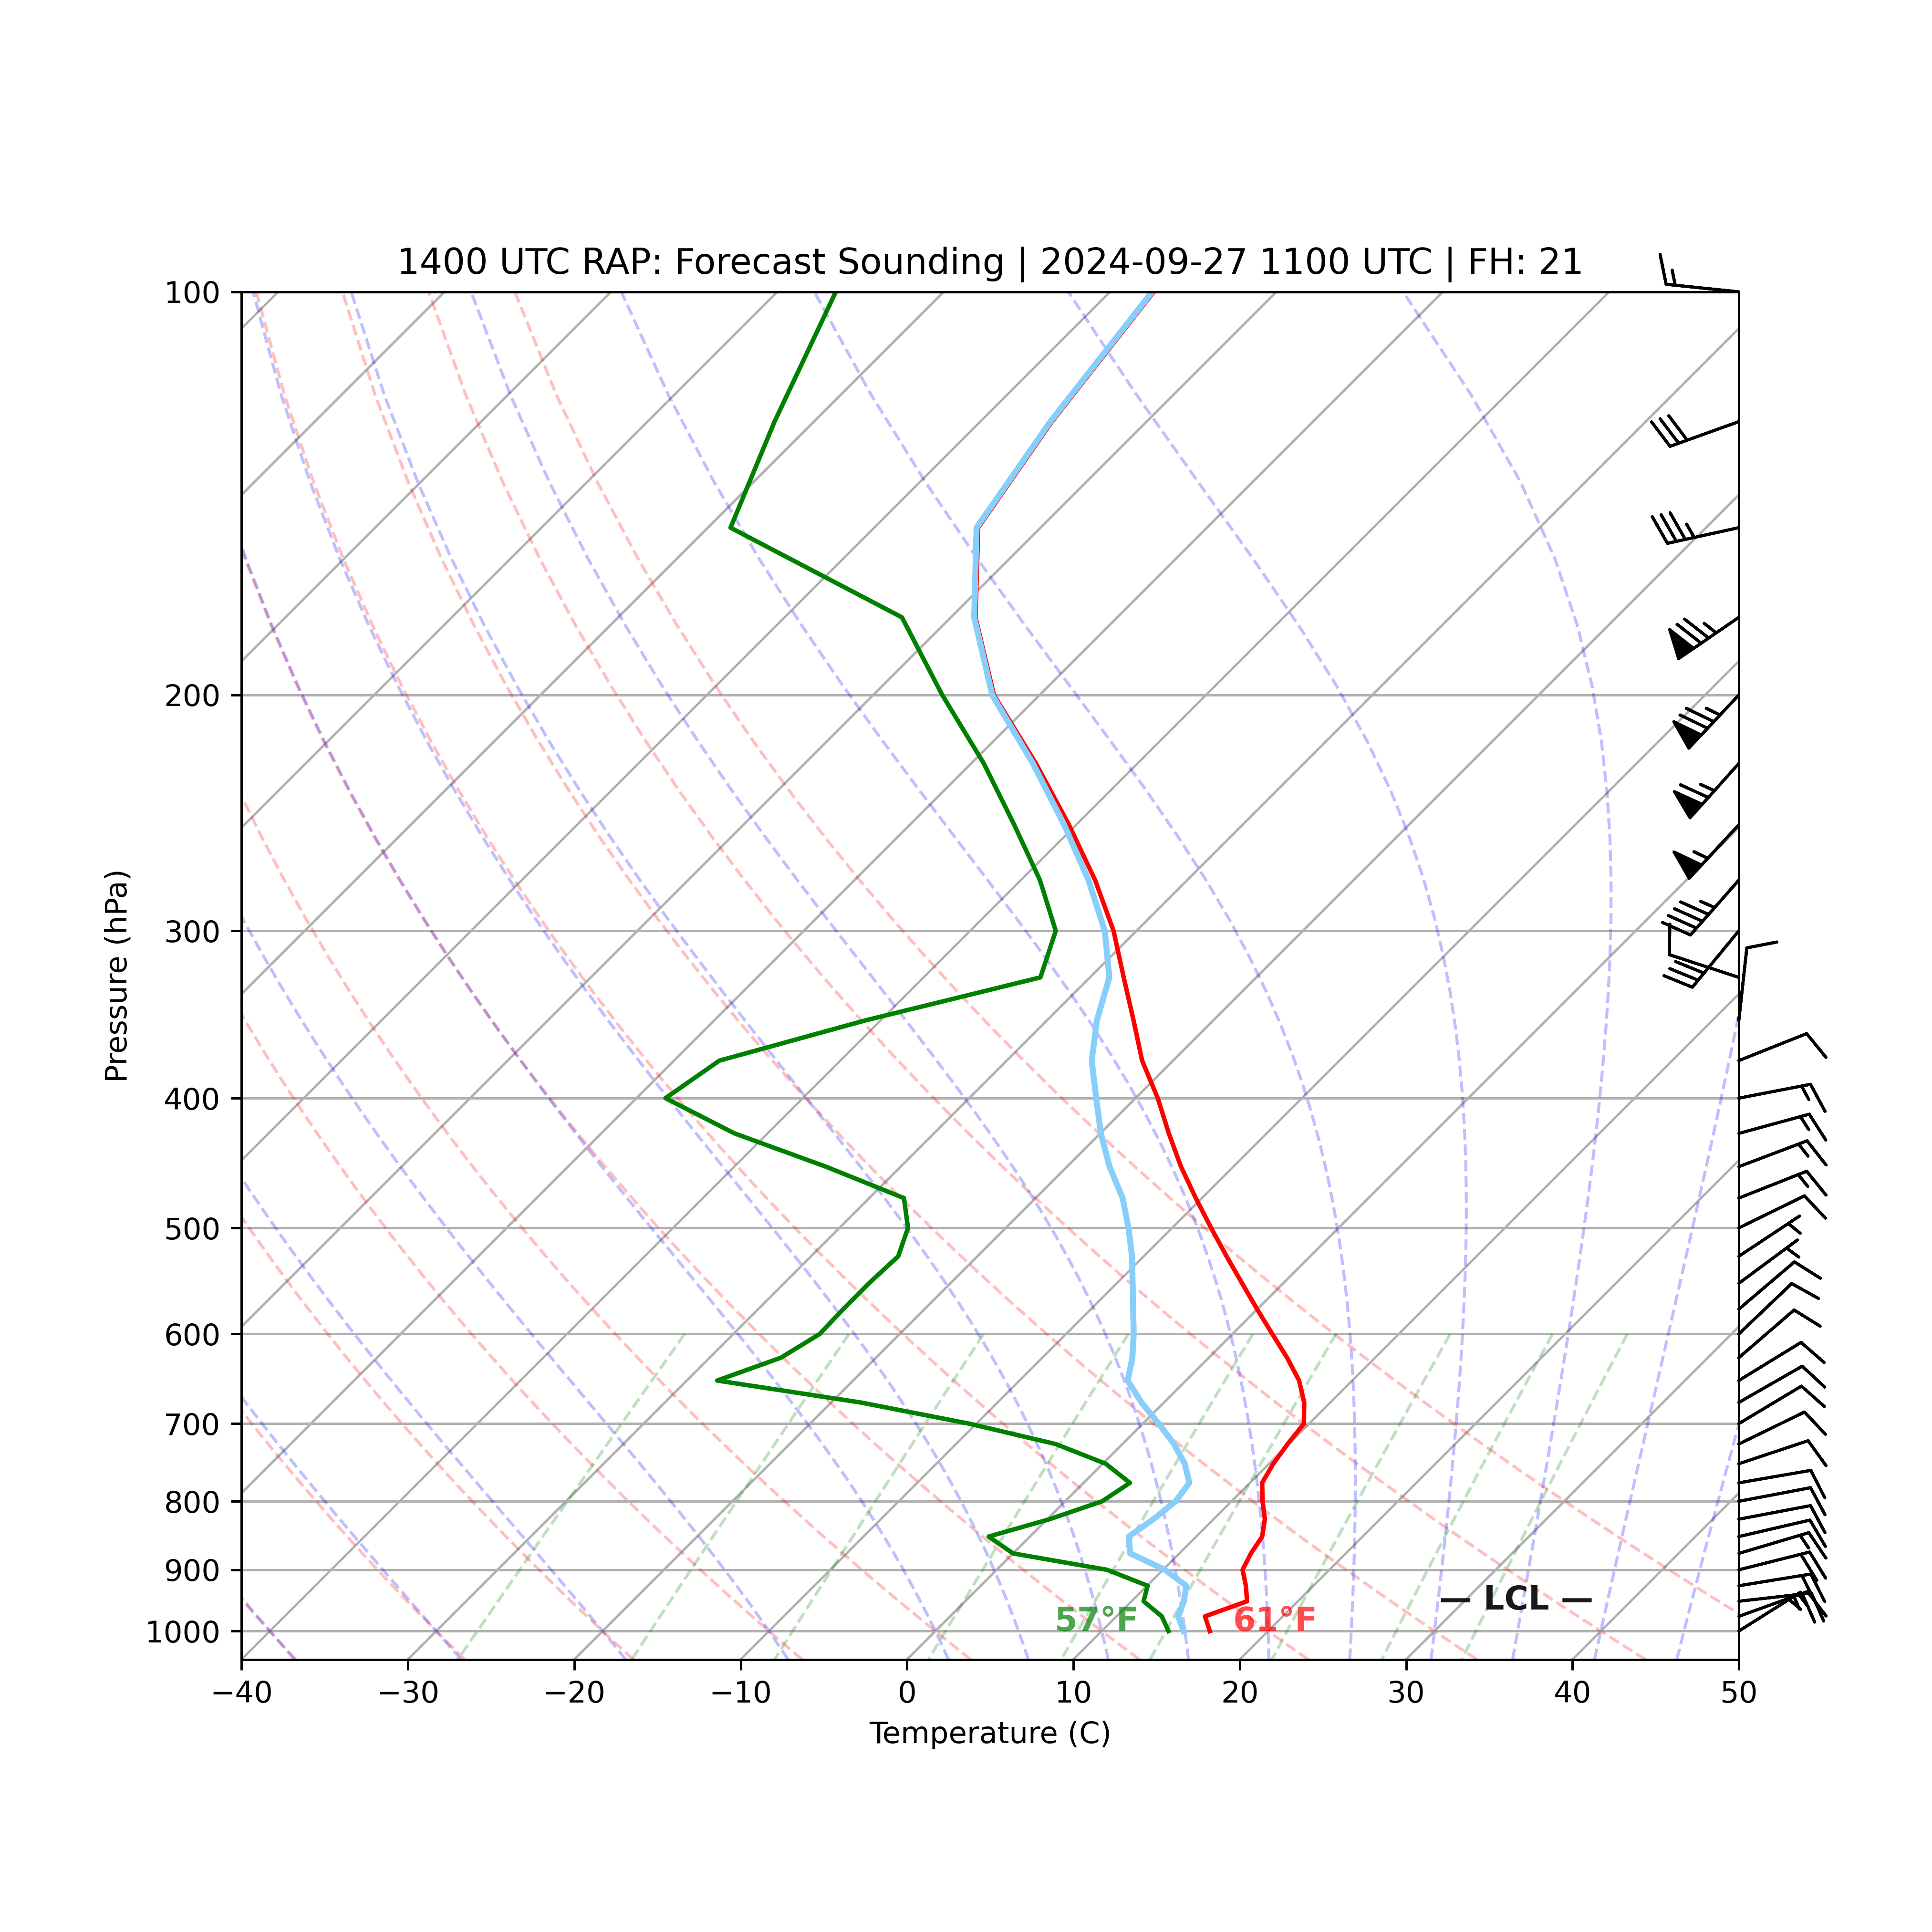 1400 UTC RAP: Forecast Sounding | 2024-09-27 1100 UTC | FH: 21
100
200
300
400
500
600
700
800
900
1000
Pressure (hPa)
— LCL —
57°F
61°F
−40 −30 −20 −10 0 10 20 30 40 50
Temperature (C)